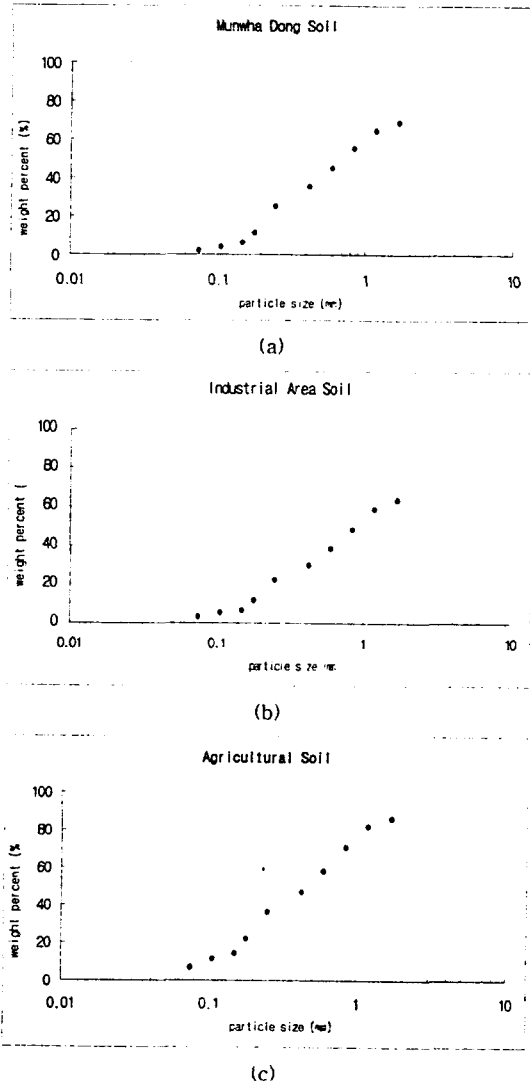 Munwha Dong Soil
100
80
60
40
20
0
weight percent (%)
0.01 0.1 1 10
particle size (mm)
(a)
Industrial Area Soil
100
80
60
40
20
0
weight percent (
0.01 0.1 1 10
particle size
(b)
Agricultural Soil
100
80
60
40
20
0
weight percent (%
0.01 0.1 1 10
particle size (mm)
(c)